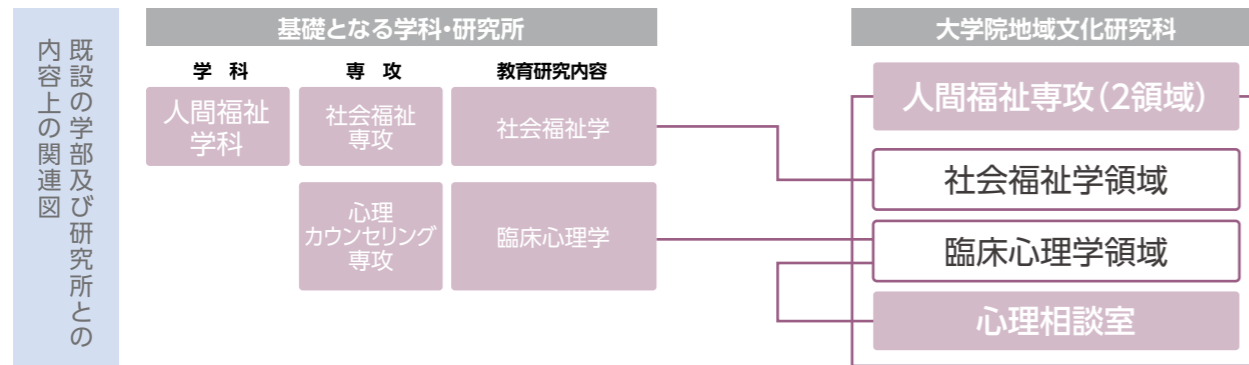 既設の学部及び研究所との
内容上の関連図
基礎となる学科・研究所
学 科
専 攻
教育研究内容
人間福祉
学科
社会福祉
専攻
社会福祉学
心理
カウンセリング
専攻
臨床心理学
大学院地域文化研究科
人間福祉専攻(2領域)
社会福祉学領域
臨床心理学領域
心理相談室